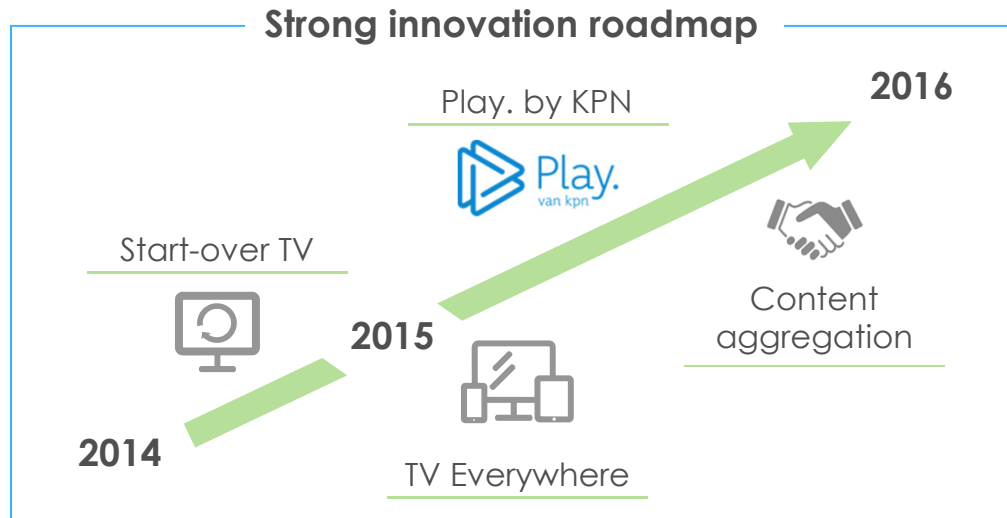 Strong innovation roadmap
2016
Play. by KPN
Play.
van kpn
Start-over TV
Content
aggregation
2015
2014
TV Everywhere